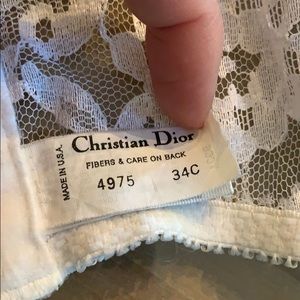 Christian Dior
FIBERS & CARE ON BACK
4975 34C
MADE IN U.S.A.